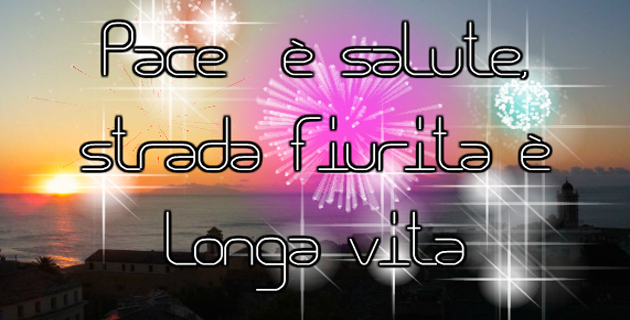 Pace è salute,
strada fiurita è
longa vita